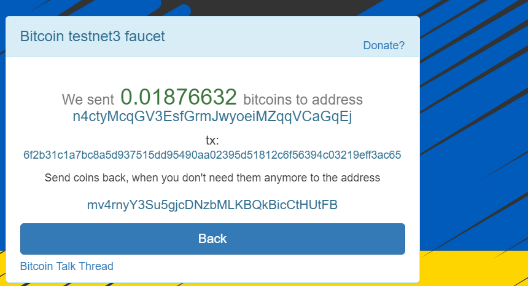 Bitcoin testnet3 faucet
Donate?
We sent 0.01876632 bitcoins to address
n4ctyMcqGV3EsfGrmJwyoeiMZqqVCaGqEj
tx:
6f2b31c1a7bc8a5d937515dd95490aa02395d51812c6f56394c03219eff3ac65
Send coins back, when you don't need them anymore to the address
mv4rnyY3Su5gjcDNzbMLKBQkBicCtHUtFB
Back
Bitcoin Talk Thread